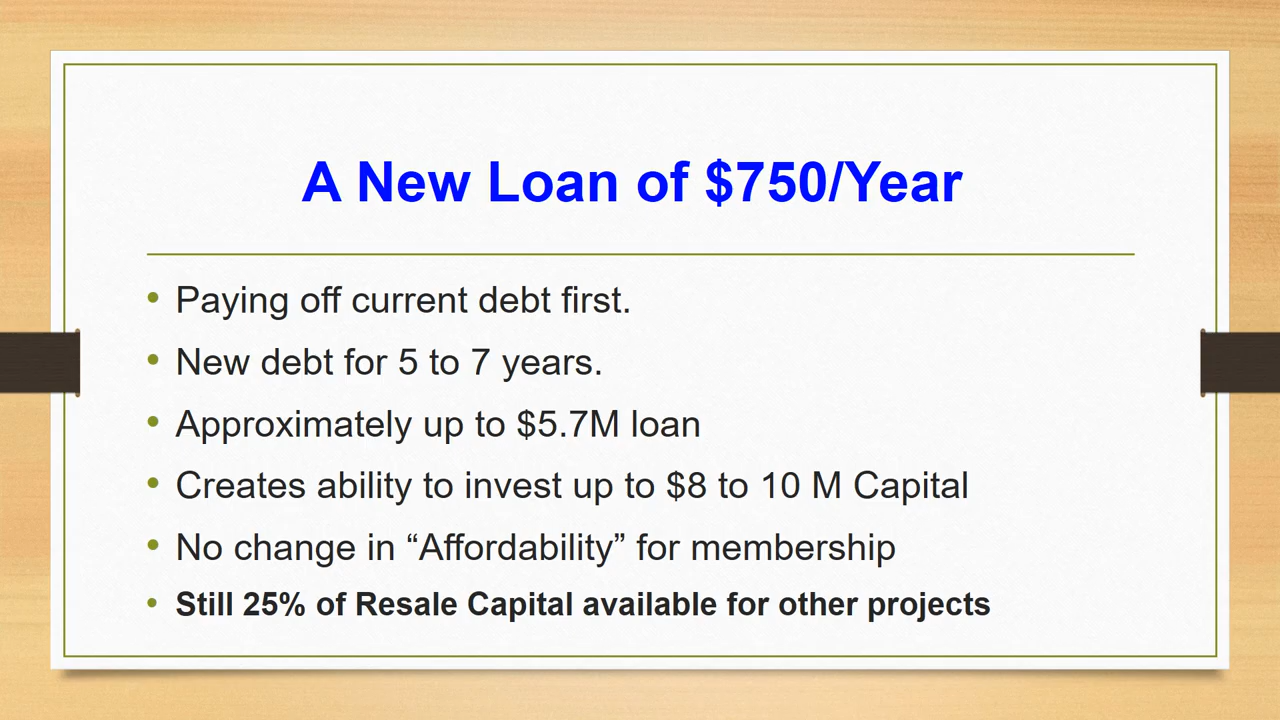 A New Loan of $750/Year
• Paying off current debt first.
• New debt for 5 to 7 years.
• Approximately up to $5.7M loan
• Creates ability to invest up to $8 to 10 M Capital
• No change in “Affordability” for membership
• Still 25% of Resale Capital available for other projects